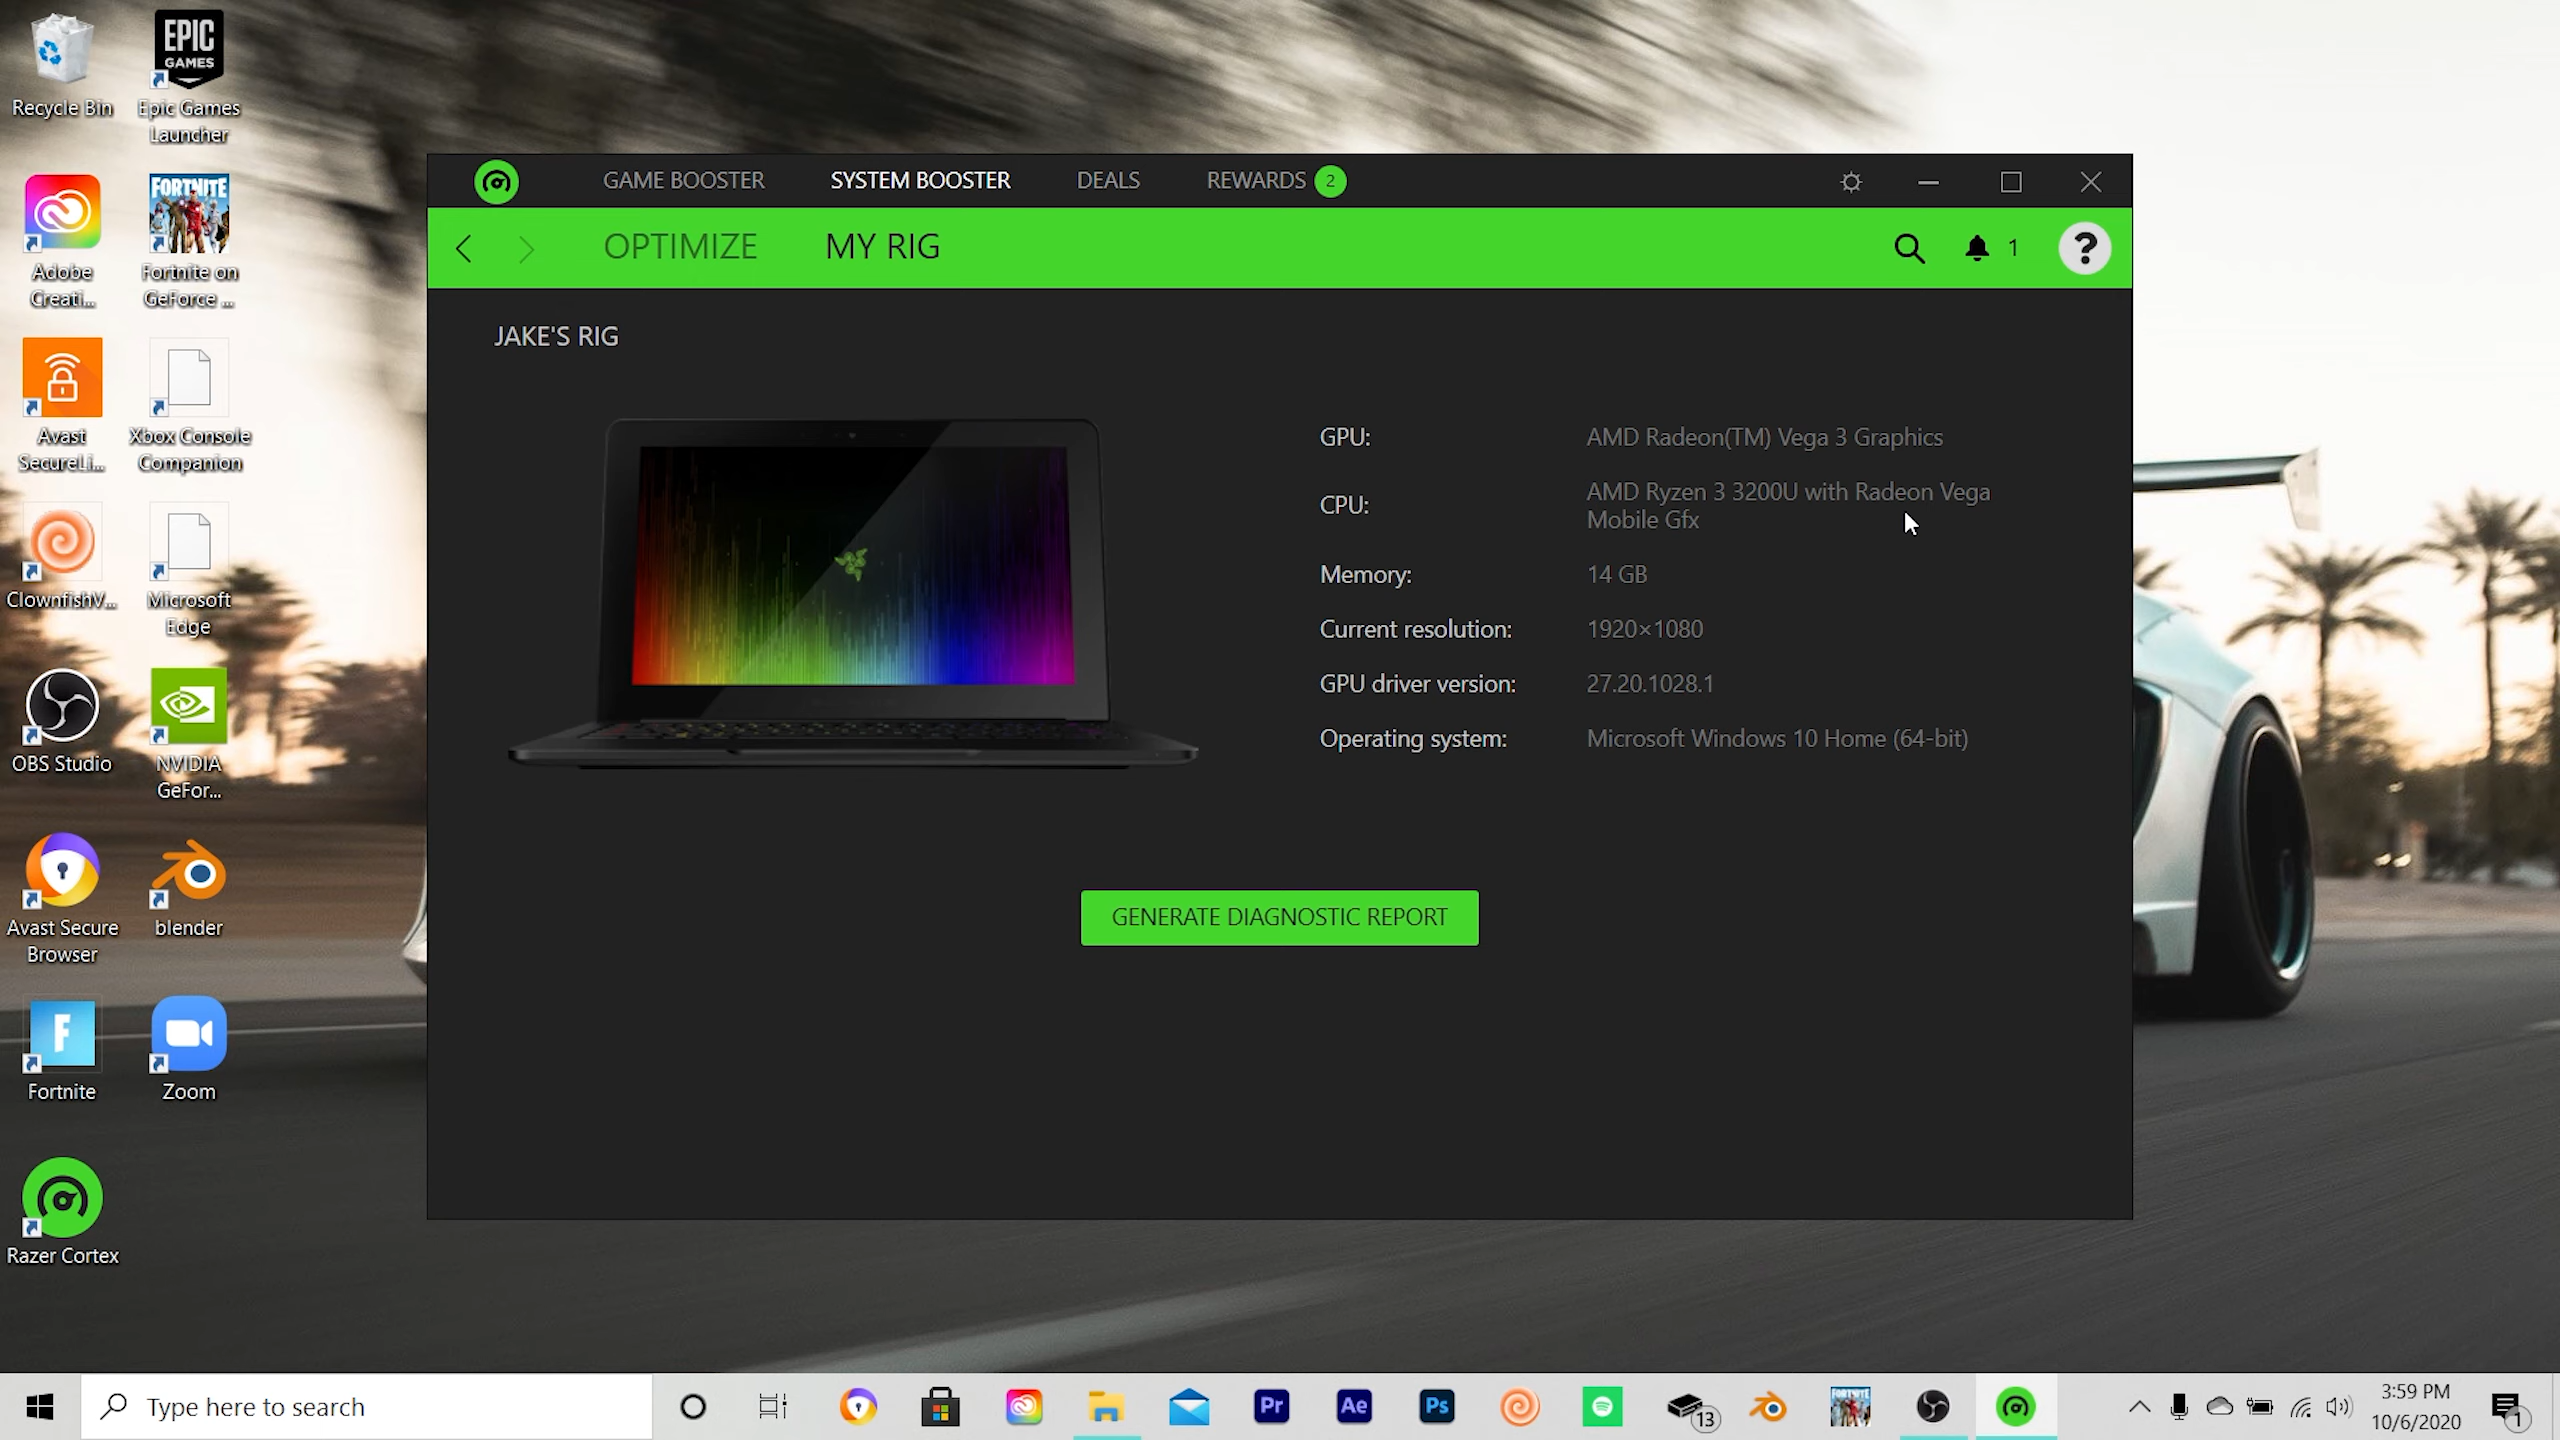 Recycle Bin
EPIC
GAMES
Epic Games
Launcher
Adobe
Creati...
FORTNITE
Fortnite on
GeForce ...
Avast
SecureLi...
Xbox Console
Companion
ClownfishV...
Microsoft
Edge
OBS Studio
NVIDIA
GeFor...
Avast Secure
Browser
blender
F
Fortnite
Zoom
Razer Cortex
GAME BOOSTER
SYSTEM BOOSTER
DEALS
REWARDS 2
OPTIMIZE
MY RIG
1
?
JAKE'S RIG
GPU:
AMD Radeon(TM) Vega 3 Graphics
CPU:
AMD Ryzen 3 3200U with Radeon Vega
Mobile Gfx
Memory:
14 GB
Current resolution:
1920×1080
GPU driver version:
27.20.1028.1
Operating system:
Microsoft Windows 10 Home (64-bit)
GENERATE DIAGNOSTIC REPORT
Type here to search
Pr
Ae
Ps
13
FORTNITE
3:59 PM
10/6/2020
1